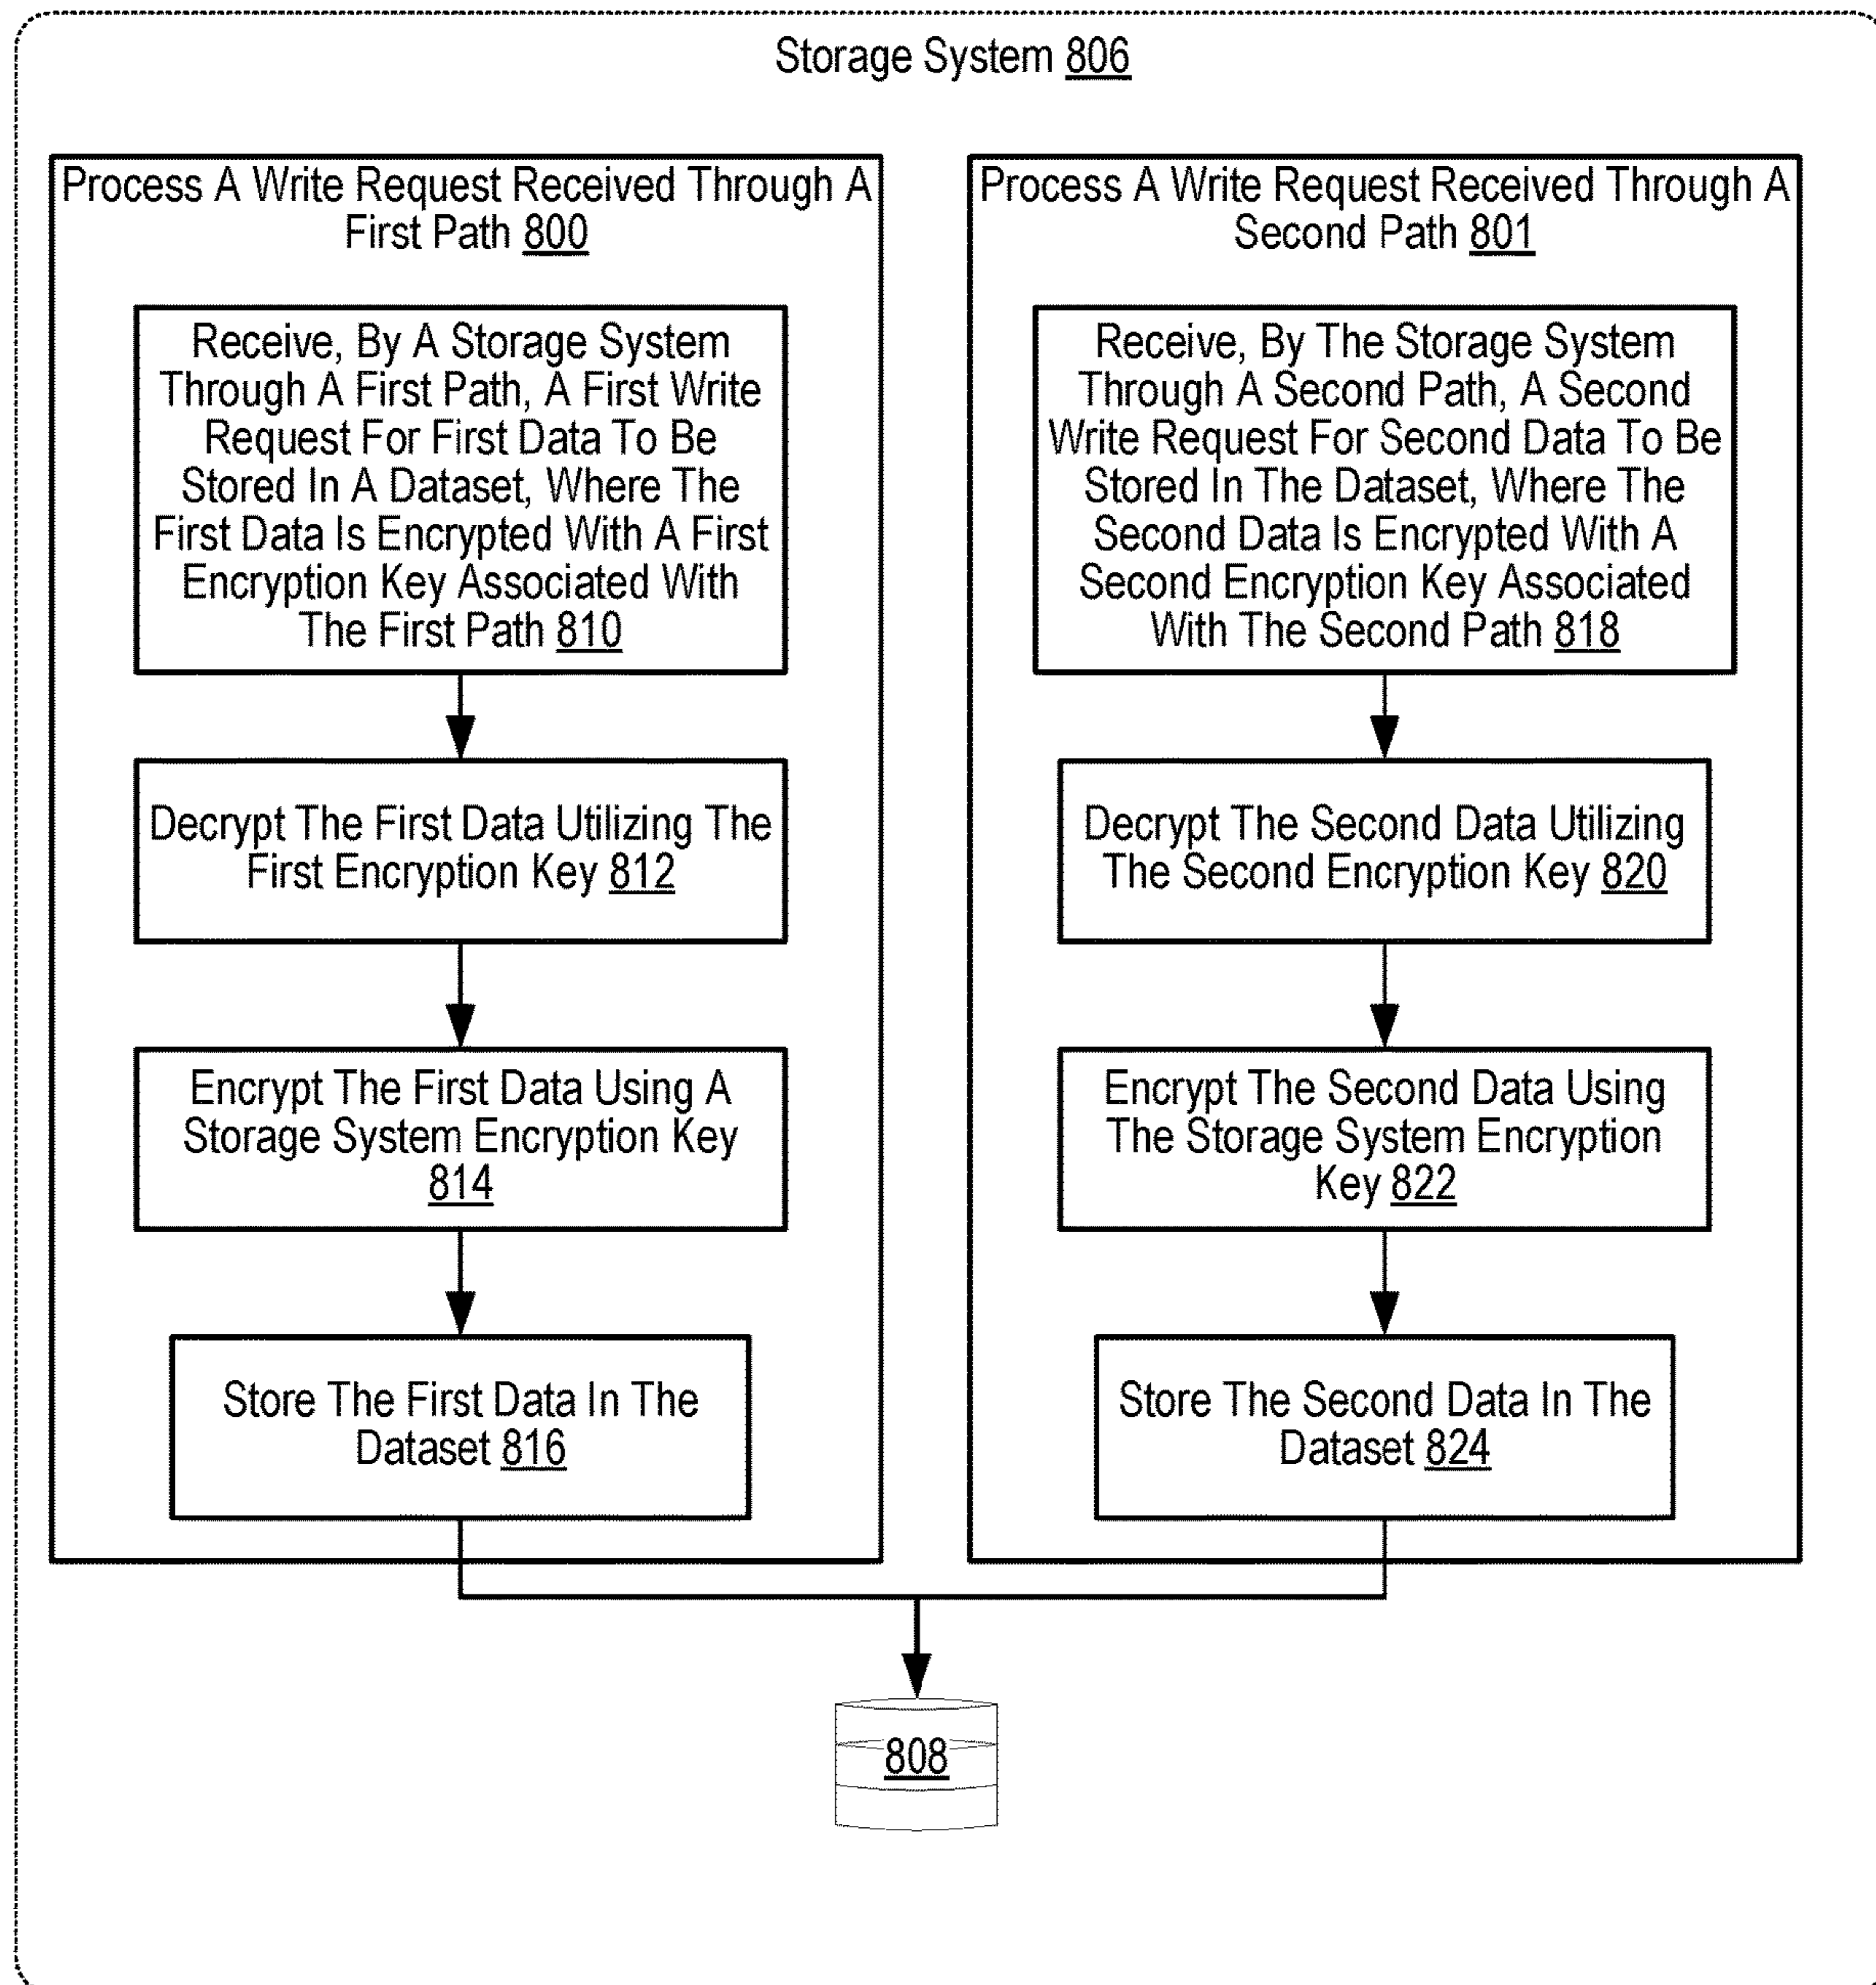 Storage System 806
Process A Write Request Received Through A
First Path 800
Receive, By A Storage System
Through A First Path, A First Write
Request For First Data To Be
Stored In A Dataset, Where The
First Data Is Encrypted With A First
Encryption Key Associated With
The First Path 810
Decrypt The First Data Utilizing The
First Encryption Key 812
Encrypt The First Data Using A
Storage System Encryption Key
814
Store The First Data In The
Dataset 816
Process A Write Request Received Through A
Second Path 801
Receive, By The Storage System
Through A Second Path, A Second
Write Request For Second Data To Be
Stored In The Dataset, Where The
Second Data Is Encrypted With A
Second Encryption Key Associated
With The Second Path 818
Decrypt The Second Data Utilizing
The Second Encryption Key 820
Encrypt The Second Data Using
The Storage System Encryption
Key 822
Store The Second Data In The
Dataset 824
808